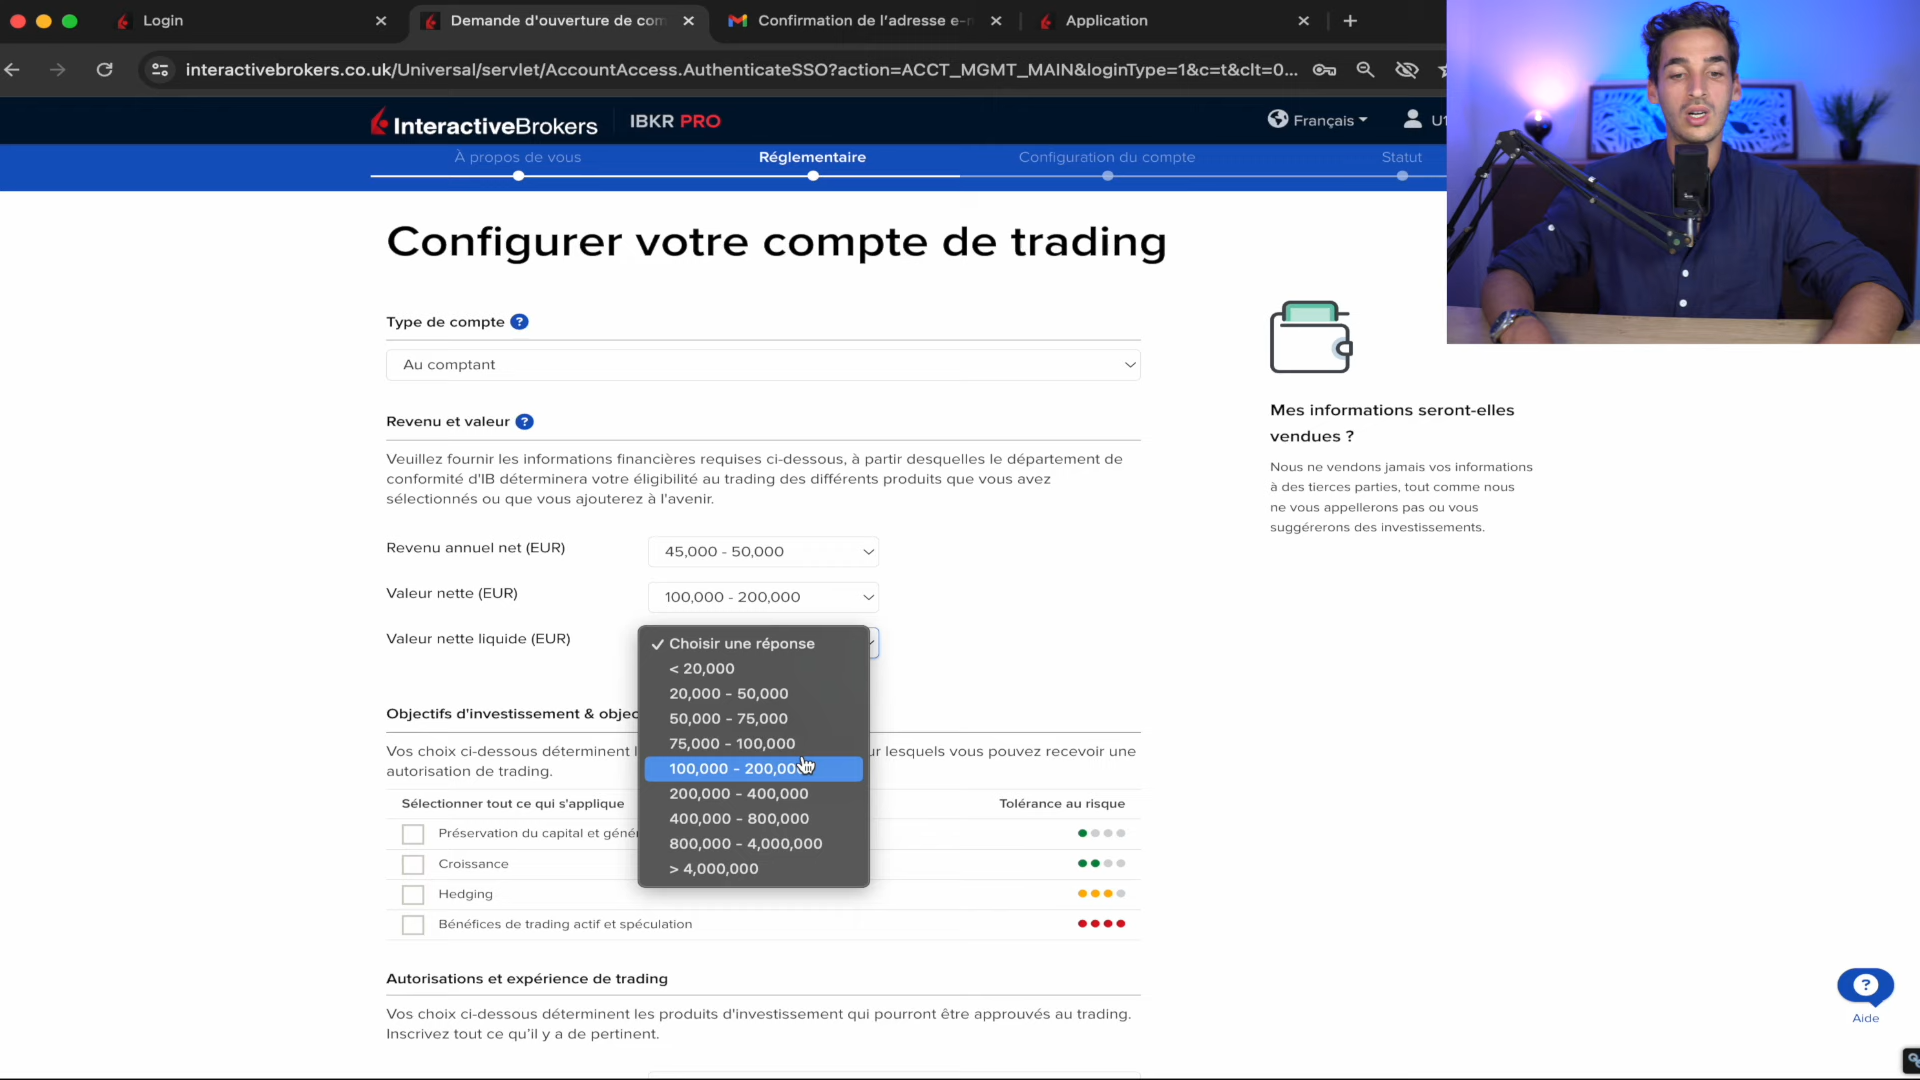 Login
Demande d'ouverture de com
Confirmation de l'adresse e-m
Application
interactivebrokers.co.uk/Universal/servlet/AccountAccess.AuthenticateSSO?action=ACCT_MGMT_MAIN&loginType=1&c=t&clt=0...
InteractiveBrokers
IBKR PRO
Français
À propos de vous
Réglementaire
Configuration du compte
Statut
Configurer votre compte de trading
Type de compte ?
Au comptant
Revenu et valeur ?
Veuillez fournir les informations financières requises ci-dessous, à partir desquelles le département de
conformité d'IB déterminera votre éligibilité au trading des différents produits que vous avez
sélectionnés ou que vous ajouterez à l'avenir.
Revenu annuel net (EUR)
45,000 - 50,000
Valeur nette (EUR)
100,000 - 200,000
Valeur nette liquide (EUR)
✓ Choisir une réponse
< 20,000
20,000 - 50,000
50,000 - 75,000
75,000 - 100,000
100,000 - 200,000
200,000 - 400,000
400,000 - 800,000
800,000 - 4,000,000
> 4,000,000
Objectifs d'investissement & objec
Vos choix ci-dessous déterminent l
ur lesquels vous pouvez recevoir une
autorisation de trading.
Sélectionner tout ce qui s'applique
Tolérance au risque
Préservation du capital et génér
Croissance
Hedging
Bénéfices de trading actif et spéculation
Autorisations et expérience de trading
Vos choix ci-dessous déterminent les produits d'investissement qui pourront être approuvés au trading.
Inscrivez tout ce qu'il y a de pertinent.
Mes informations seront-elles
vendues ?
Nous ne vendons jamais vos informations
à des tierces parties, tout comme nous
ne vous appellerons pas ou vous
suggérerons des investissements.
?
Aide